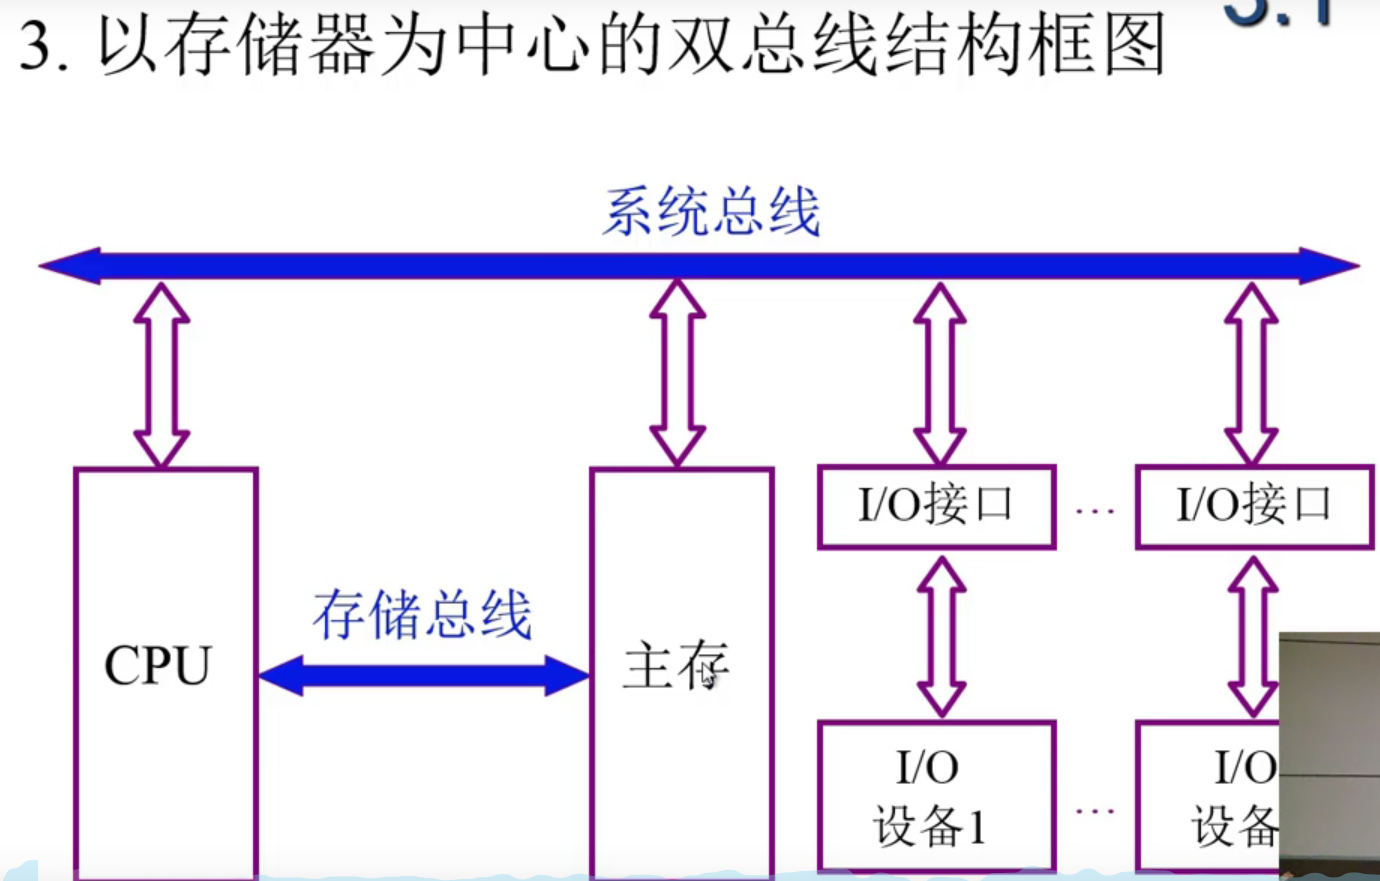 3. 以存储器为中心的双总线结构框图
3.1
系统总线
I/O接口
...
I/O接口
存储总线
CPU
主存
I/O
设备1
...
I/O
设备